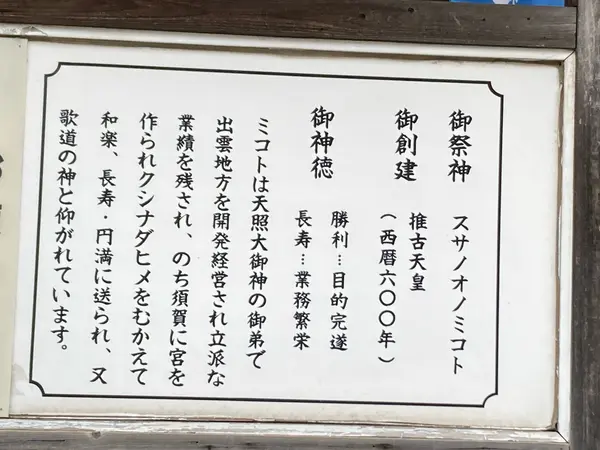 御祭神 スサノオノミコト
御創建 推古天皇
(西暦六〇〇年)
御神徳 勝利…目的完遂
長寿…業務繁栄
ミコトは天照大御神の御弟で
出雲地方を開発経営され立派な
業績を残され、のち須賀に宮を
作られクシナダヒメをむかえて
和楽、長寿・円満に送られ、又
歌道の神と仰がれています。